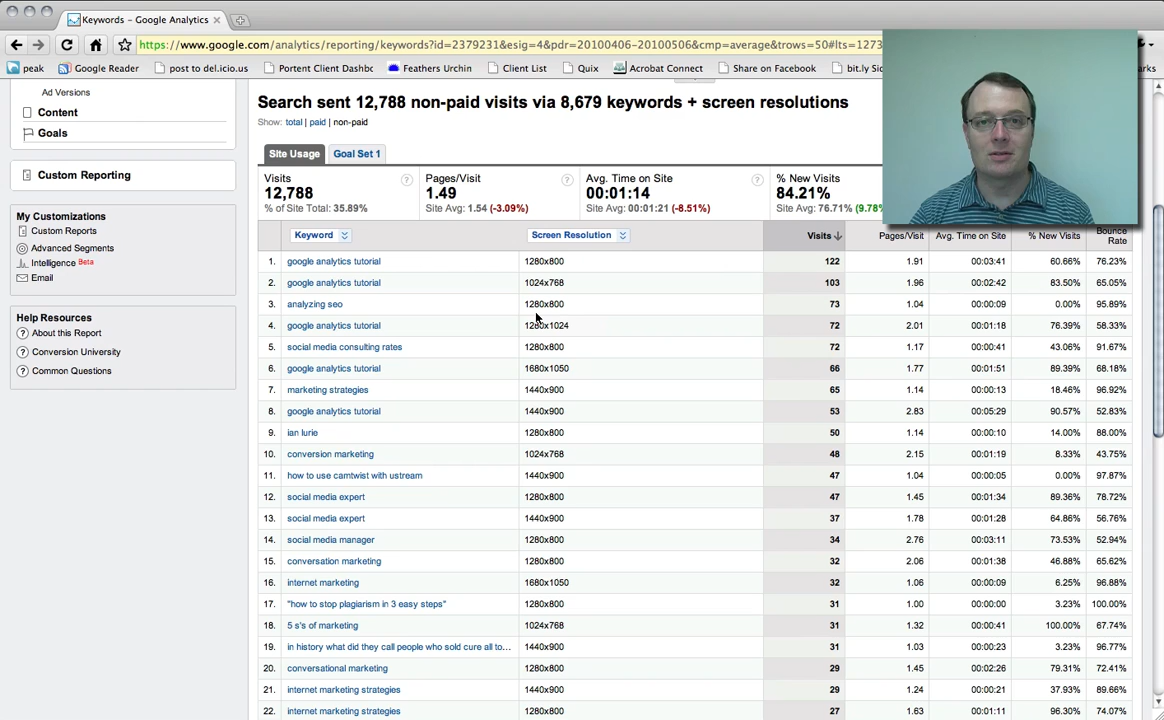 Keywords – Google Analytics
https://www.google.com/analytics/reporting/keywords?id=2379231&esig=4&pdr=20100406-20100506&cmp=average&trows=50#lts=1273
peak Google Reader post to del.icio.us Portent Client Dashbc Feathers Urchin Client List Quix Acrobat Connect Share on Facebook bit.ly Sid arks
Ad Versions
Content
Goals
Custom Reporting
My Customizations
Custom Reports
Advanced Segments
Intelligence Beta
Email
Help Resources
About this Report
Conversion University
Common Questions
Search sent 12,788 non-paid visits via 8,679 keywords + screen resolutions
Show: total | paid | non-paid
Site Usage Goal Set 1
Visits Pages/Visit Avg. Time on Site % New Visits
12,788 1.49 00:01:14 84.21%
% of Site Total: 35.89% Site Avg: 1.54 (-3.09%) Site Avg: 00:01:21 (-8.51%) Site Avg: 76.71% (9.78%
Keyword Screen Resolution Visits Pages/Visit Avg. Time on Site % New Visits Bounce Rate
1. google analytics tutorial 1280x800 122 1.91 00:03:41 60.66% 76.23%
2. google analytics tutorial 1024x768 103 1.96 00:02:42 83.50% 65.05%
3. analyzing seo 1280x800 73 1.04 00:00:09 0.00% 95.89%
4. google analytics tutorial 1280x1024 72 2.01 00:01:18 76.39% 58.33%
5. social media consulting rates 1280x800 72 1.17 00:00:41 43.06% 91.67%
6. google analytics tutorial 1680x1050 66 1.77 00:01:51 89.39% 68.18%
7. marketing strategies 1440x900 65 1.14 00:00:13 18.46% 96.92%
8. google analytics tutorial 1440x900 53 2.83 00:05:29 90.57% 52.83%
9. ian lurie 1280x800 50 1.14 00:00:10 14.00% 88.00%
10. conversion marketing 1024x768 48 2.15 00:01:19 8.33% 43.75%
11. how to use camtwist with ustream 1440x900 47 1.04 00:00:05 0.00% 97.87%
12. social media expert 1280x800 47 1.45 00:01:34 89.36% 78.72%
13. social media expert 1440x900 37 1.78 00:01:28 64.86% 56.76%
14. social media manager 1280x800 34 2.76 00:03:11 73.53% 52.94%
15. conversation marketing 1280x800 32 2.06 00:01:38 46.88% 65.62%
16. internet marketing 1680x1050 32 1.06 00:00:09 6.25% 96.88%
17. "how to stop plagiarism in 3 easy steps" 1280x800 31 1.00 00:00:00 3.23% 100.00%
18. 5 s's of marketing 1024x768 31 1.32 00:00:41 100.00% 67.74%
19. in history what did they call people who sold cure all to... 1440x900 31 1.03 00:00:23 3.23% 96.77%
20. conversational marketing 1280x800 29 1.45 00:02:26 79.31% 72.41%
21. internet marketing strategies 1440x900 29 1.24 00:00:21 37.93% 89.66%
22. internet marketing strategies 1280x800 27 1.63 00:01:11 96.30% 74.07%